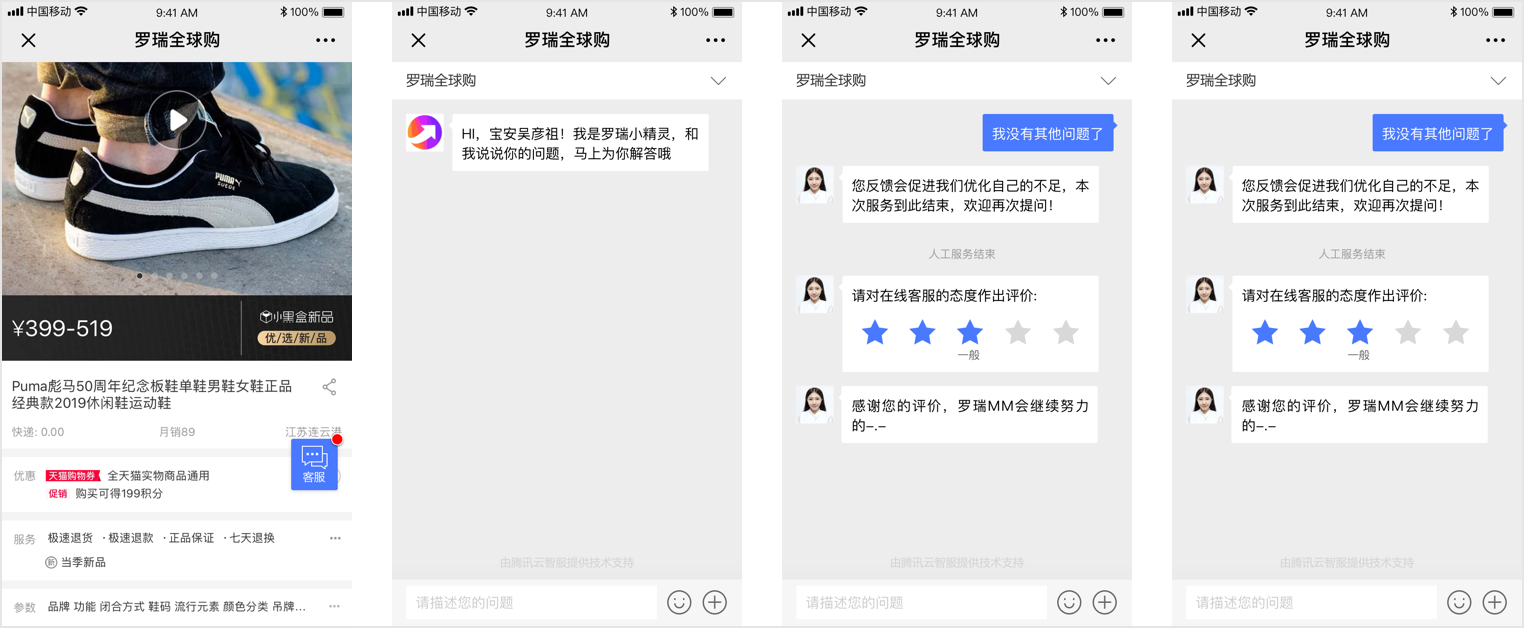 中国移动 9:41 AM 100%
罗瑞全球购
PUMA
SUEDE
¥399-519
小黑盒新品
优/选/新/品
Puma彪马50周年纪念板鞋单鞋男鞋女鞋正品
经典款2019休闲鞋运动鞋
快递: 0.00 月销89 江苏连云港
客服
优惠 天猫购物券 全天猫实物商品通用
促销 购买可得199积分
服务 极速退货 ·极速退款 ·正品保证 ·七天退换
新 当季新品
参数 品牌 功能 闭合方式 鞋码 流行元素 颜色分类 吊牌...
中国移动 9:41 AM 100%
罗瑞全球购
罗瑞全球购
HI，宝安吴彦祖！我是罗瑞小精灵，和
我说说你的问题，马上为你解答哦
由腾讯云智服提供技术支持
请描述您的问题
中国移动 9:41 AM 100%
罗瑞全球购
罗瑞全球购
我没有其他问题了
您反馈会促进我们优化自己的不足，本
次服务到此结束，欢迎再次提问！
人工服务结束
请对在线客服的态度作出评价:
一般
感谢您的评价，罗瑞MM会继续努力
的–.–
由腾讯云智服提供技术支持
请描述您的问题
中国移动 9:41 AM 100%
罗瑞全球购
罗瑞全球购
我没有其他问题了
您反馈会促进我们优化自己的不足，本
次服务到此结束，欢迎再次提问！
人工服务结束
请对在线客服的态度作出评价:
一般
感谢您的评价，罗瑞MM会继续努力
的–.–
由腾讯云智服提供技术支持
请描述您的问题